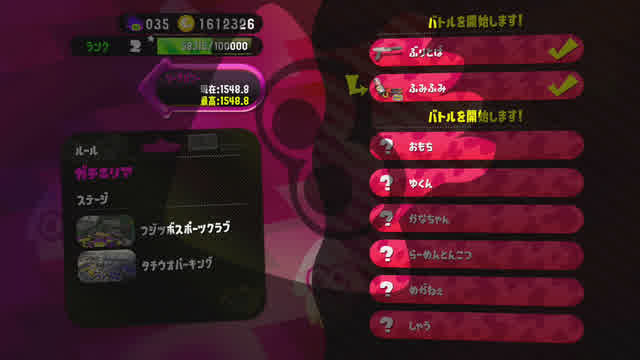 035 1612326
ランク 2 58318/100000
現在:1548.8
最高:1548.8
ルール
ガチホコア
ステージ
フジツボスポーツクラブ
タチウオパーキング
バトルを開始します!
ぷりとば
ふみふみ
バトルを開始します!
? おもち
? ゆくん
? かなちゃん
? らーめんとんこつ
? めがねぇ
? しゃう